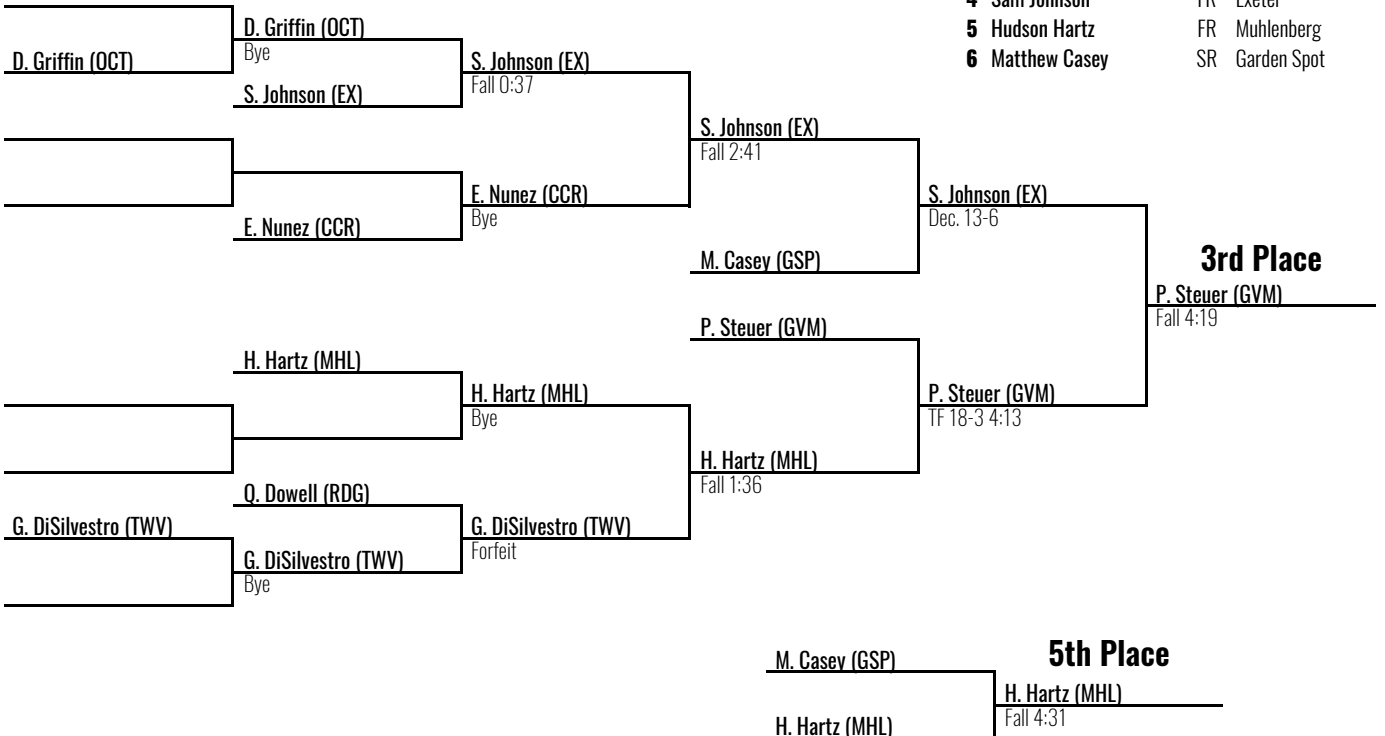 4 Sam Johnson FR Exeter
5 Hudson Hartz FR Muhlenberg
6 Matthew Casey SR Garden Spot
D. Griffin (OCT)
D. Griffin (OCT)
Bye
S. Johnson (EX)
S. Johnson (EX)
Fall 0:37
E. Nunez (CCR)
E. Nunez (CCR)
Bye
S. Johnson (EX)
Fall 2:41
M. Casey (GSP)
S. Johnson (EX)
Dec. 13-6
3rd Place
P. Steuer (GVM)
Fall 4:19
P. Steuer (GVM)
P. Steuer (GVM)
TF 18-3 4:13
H. Hartz (MHL)
H. Hartz (MHL)
Bye
H. Hartz (MHL)
Fall 1:36
Q. Dowell (RDG)
G. DiSilvestro (TWV)
G. DiSilvestro (TWV)
Bye
G. DiSilvestro (TWV)
Forfeit
5th Place
M. Casey (GSP)
H. Hartz (MHL)
Fall 4:31
H. Hartz (MHL)